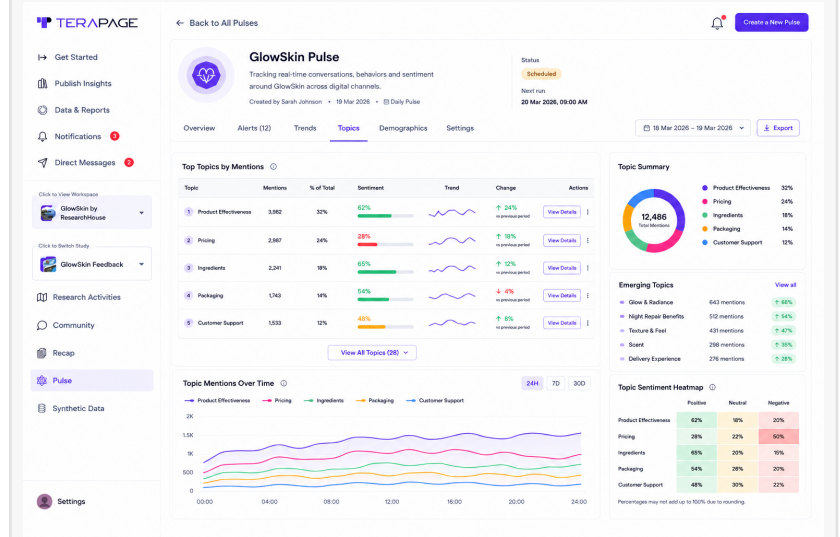 TERAPAGE
Get Started
Publish Insights
Data & Reports
Notifications 3
Direct Messages 2
Click to View Workspace
GlowSkin by
ResearchHouse
Click to Switch Study
GlowSkin Feedback
Research Activities
Community
Recap
Pulse
Synthetic Data
Settings
← Back to All Pulses
Create a New Pulse
GlowSkin Pulse
Tracking real-time conversations, behaviors and sentiment
around GlowSkin across digital channels.
Created by Sarah Johnson • 19 Mar 2026 • Daily Pulse
Status
Scheduled
Next run
20 Mar 2026, 09:00 AM
Overview Alerts (12) Trends Topics Demographics Settings
18 Mar 2026 – 19 Mar 2026
Export
Top Topics by Mentions
Topic Mentions % of Total Sentiment Trend Change Actions
1 Product Effectiveness 3,982 32% 62% ↑ 24% vs previous period View Details
2 Pricing 2,987 24% 28% ↑ 18% vs previous period View Details
3 Ingredients 2,241 18% 65% ↑ 12% vs previous period View Details
4 Packaging 1,743 14% 54% ↓ 4% vs previous period View Details
5 Customer Support 1,533 12% 48% ↑ 8% vs previous period View Details
View All Topics (28)
Topic Mentions Over Time
24H 7D 30D
Product Effectiveness Pricing Ingredients Packaging Customer Support
2K
1.5K
1K
500
0
00:00 04:00 08:00 12:00 16:00 20:00 24:00
Topic Summary
12,486
Total Mentions
Product Effectiveness 32%
Pricing 24%
Ingredients 18%
Packaging 14%
Customer Support 12%
Emerging Topics View all
Glow & Radiance 643 mentions ↑ 68%
Night Repair Benefits 512 mentions ↑ 54%
Texture & Feel 431 mentions ↑ 47%
Scent 298 mentions ↑ 35%
Delivery Experience 276 mentions ↑ 28%
Topic Sentiment Heatmap
Positive Neutral Negative
Product Effectiveness 62% 18% 20%
Pricing 28% 22% 50%
Ingredients 65% 20% 15%
Packaging 54% 26% 20%
Customer Support 48% 30% 22%
Percentages may not add up to 100% due to rounding.